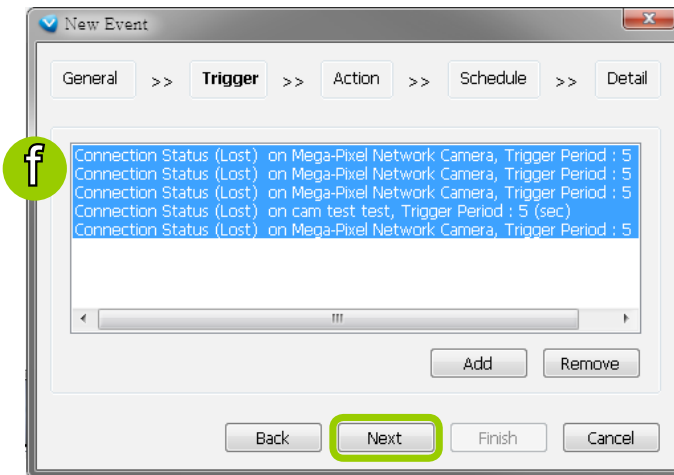 New Event
General >> Trigger >> Action >> Schedule >> Detail
f
Connection Status (Lost) on Mega-Pixel Network Camera, Trigger Period : 5
Connection Status (Lost) on Mega-Pixel Network Camera, Trigger Period : 5
Connection Status (Lost) on Mega-Pixel Network Camera, Trigger Period : 5
Connection Status (Lost) on cam test test, Trigger Period : 5 (sec)
Connection Status (Lost) on Mega-Pixel Network Camera, Trigger Period : 5
Add Remove
Back Next Finish Cancel